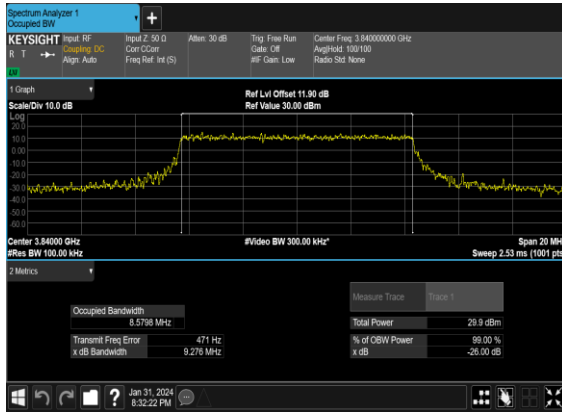 Spectrum Analyzer 1
Occupied BW
KEYSIGHT
R T
LXI
Input: RF
Coupling: DC
Align: Auto
Input Z: 50 Ω
Corr CCorr
Freq Ref: Int (S)
Atten: 30 dB
Trig: Free Run
Gate: Off
#IF Gain: Low
Center Freq: 3.840000000 GHz
Avg|Hold: 100/100
Radio Std: None
1 Graph
Scale/Div 10.0 dB
Ref Lvl Offset 11.90 dB
Ref Value 30.00 dBm
Log
20.0
10.0
0.00
-10.0
-20.0
-30.0
-40.0
-50.0
-60.0
Center 3.84000 GHz
#Res BW 100.00 kHz
#Video BW 300.00 kHz*
Span 20 MH
Sweep 2.53 ms (1001 pts
2 Metrics
Measure Trace Trace 1
Occupied Bandwidth
8.5798 MHz
Total Power 29.9 dBm
Transmit Freq Error 471 Hz
% of OBW Power 99.00 %
x dB Bandwidth 9.276 MHz
x dB -26.00 dB
Jan 31, 2024
8:32:22 PM